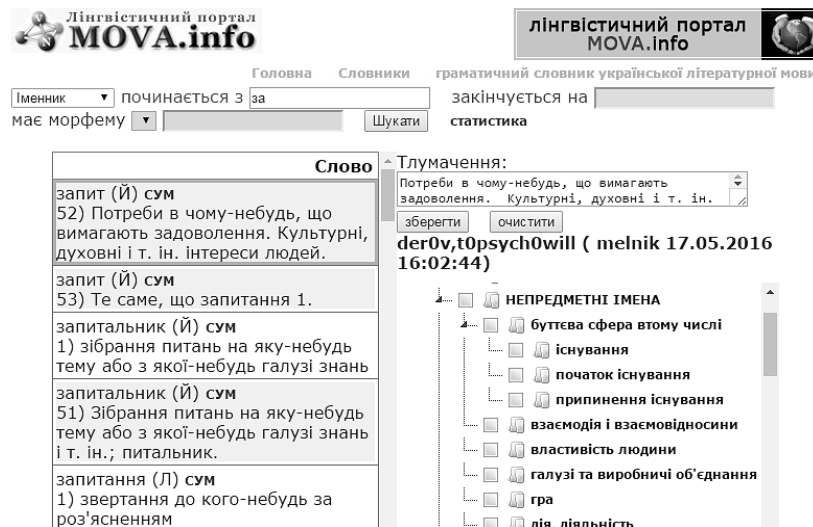 Лінгвістичний портал
MOVA.info
лінгвістичний портал
MOVA.info
Головна Словники граматичний словник української літературної мови
Іменник починається з за закінчується на
має морфему Шукати статистика
Слово
запит (Й) СУМ
52) Потреби в чому-небудь, що
вимагають задоволення. Культурні,
духовні і т. ін. інтереси людей.
запит (Й) СУМ
53) Те саме, що запитання 1.
запитальник (Й) СУМ
1) зібрання питань на яку-небудь
тему або з якої-небудь галузі знань
запитальник (Й) СУМ
51) Зібрання питань на яку-небудь
тему або з якої-небудь галузі знань
і т. ін.; питальник.
запитання (Л) СУМ
1) звертання до кого-небудь за
роз'ясненням
Тлумачення:
Потреби в чому-небудь, що вимагають
задоволення. Культурні, духовні і т. ін.
зберегти очистити
der0v,t0psych0will ( melnik 17.05.2016
16:02:44)
НЕПРЕДМЕТНІ ІМЕНА
буттєва сфера втому числі
існування
початок існування
припинення існування
взаємодія і взаємовідносини
властивість людини
галузі та виробничі об'єднання
гра
дія, діяльність